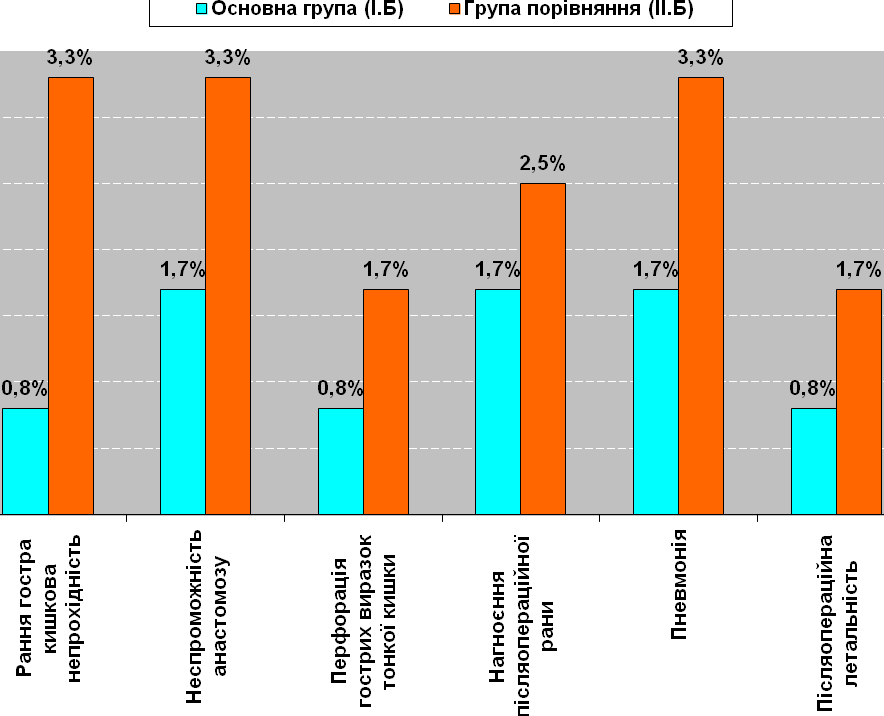 Основна група (І.Б) Група порівняння (ІІ.Б)
3,3% 3,3% 3,3%
2,5%
1,7% 1,7% 1,7% 1,7% 1,7%
0,8% 0,8% 0,8%
Рання гостра
кишкова
непрохідність
Неспроможність
анастомозу
Перфорація
гострих виразок
тонкої кишки
Нагноєння
післяопераційної
рани
Пневмонія
Післяопераційна
летальність